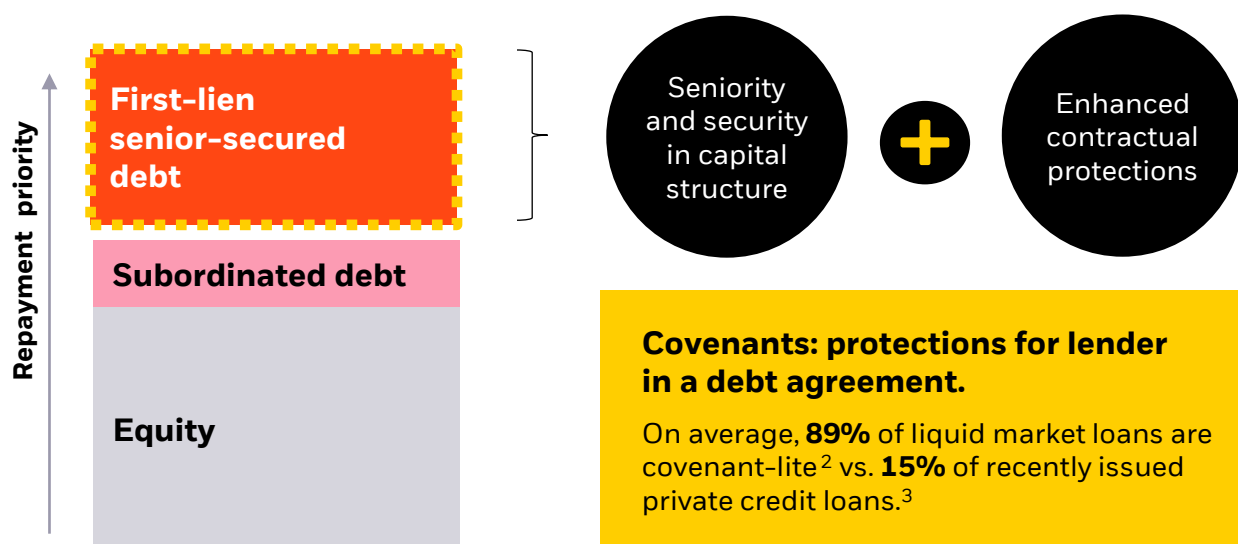 Repayment priority
First-lien
senior-secured
debt
Subordinated debt
Equity
Seniority
and security
in capital
structure
+
Enhanced
contractual
protections
Covenants: protections for lender
in a debt agreement.
On average, 89% of liquid market loans are
covenant-lite² vs. 15% of recently issued
private credit loans.³